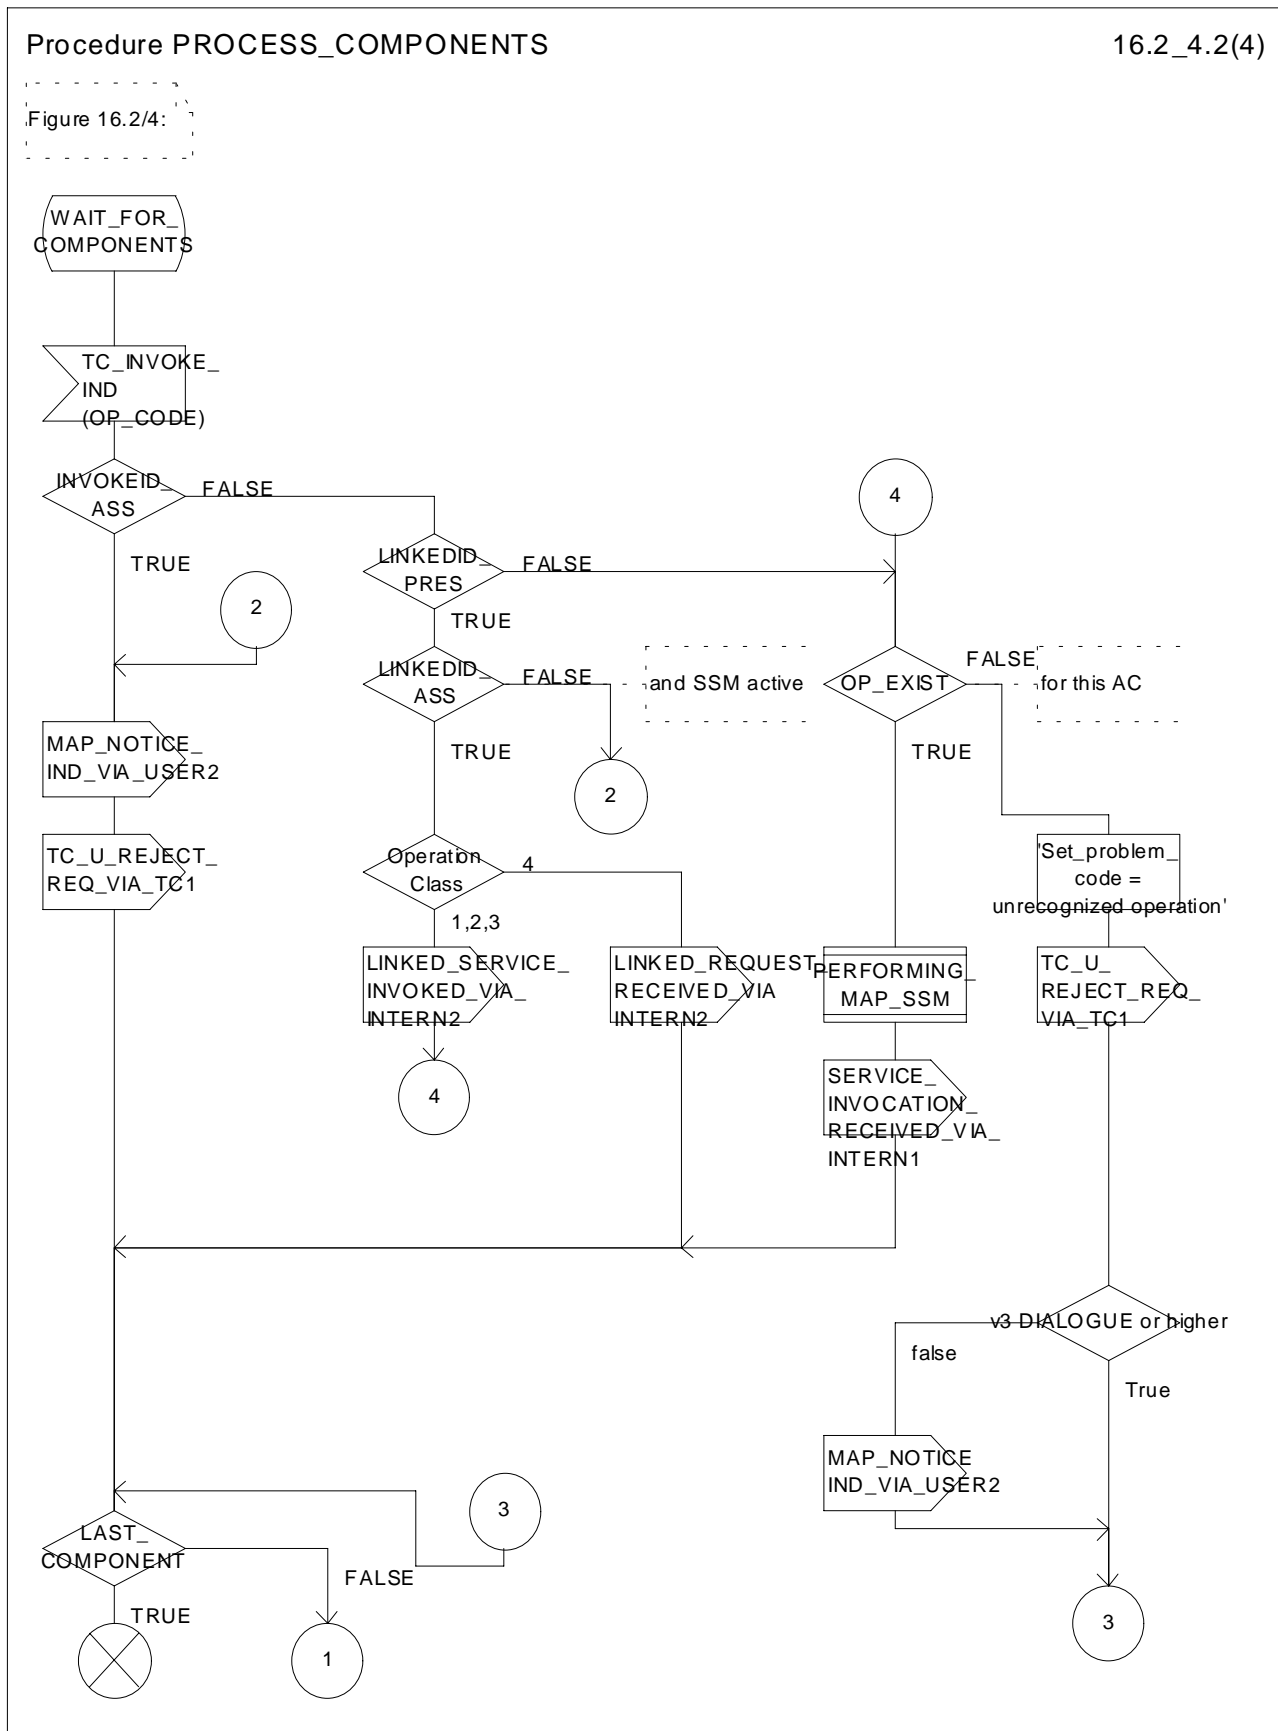 Procedure PROCESS_COMPONENTS
16.2_4.2(4)
Figure 16.2/4:
WAIT_FOR_
COMPONENTS
TC_INVOKE_
IND
(OP_CODE)
INVOKEID_
ASS
FALSE
TRUE
4
LINKEDID_
PRES
FALSE
TRUE
2
LINKEDID_
ASS
FALSE
TRUE
and SSM active
OP_EXIST
FALSE
for this AC
TRUE
MAP_NOTICE_
IND_VIA_USER2
2
TC_U_REJECT_
REQ_VIA_TC1
Operation
Class
4
1,2,3
'Set_problem_
code =
unrecognized operation'
LINKED_SERVICE_
INVOKED_VIA_
INTERN2
LINKED_REQUEST_
RECEIVED_VIA
INTERN2
PERFORMING_
MAP_SSM
TC_U_
REJECT_REQ_
VIA_TC1
4
SERVICE_
INVOCATION_
RECEIVED_VIA_
INTERN1
v3 DIALOGUE or higher
false
True
MAP_NOTICE
IND_VIA_USER2
3
LAST_
COMPONENT
FALSE
TRUE
1
3